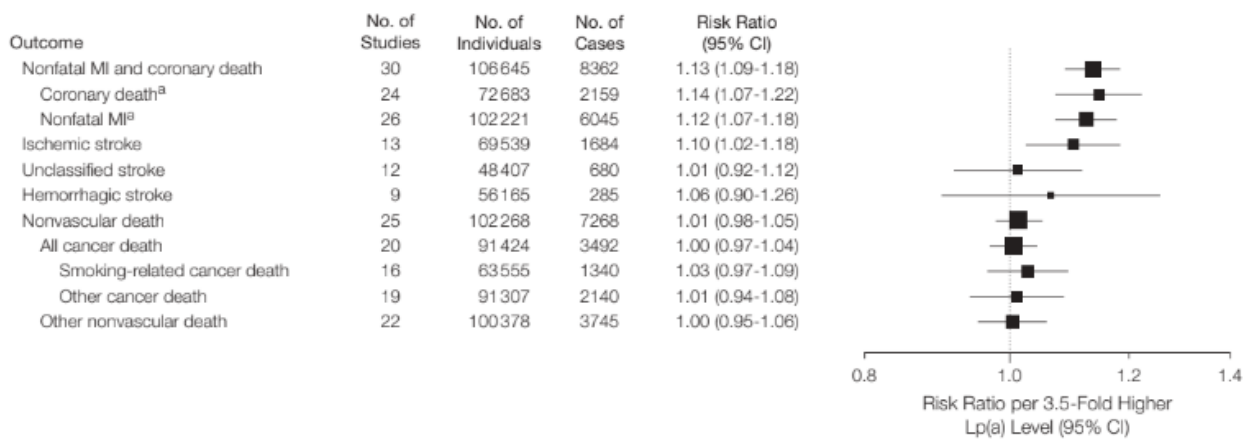 Outcome No. of Studies No. of Individuals No. of Cases Risk Ratio (95% CI)
Nonfatal MI and coronary death 30 106645 8362 1.13 (1.09-1.18)
Coronary deathª 24 72683 2159 1.14 (1.07-1.22)
Nonfatal MIª 26 102221 6045 1.12 (1.07-1.18)
Ischemic stroke 13 69539 1684 1.10 (1.02-1.18)
Unclassified stroke 12 48407 680 1.01 (0.92-1.12)
Hemorrhagic stroke 9 56165 285 1.06 (0.90-1.26)
Nonvascular death 25 102268 7268 1.01 (0.98-1.05)
All cancer death 20 91424 3492 1.00 (0.97-1.04)
Smoking-related cancer death 16 63555 1340 1.03 (0.97-1.09)
Other cancer death 19 91307 2140 1.01 (0.94-1.08)
Other nonvascular death 22 100378 3745 1.00 (0.95-1.06)
0.8 1.0 1.2 1.4
Risk Ratio per 3.5-Fold Higher
Lp(a) Level (95% CI)